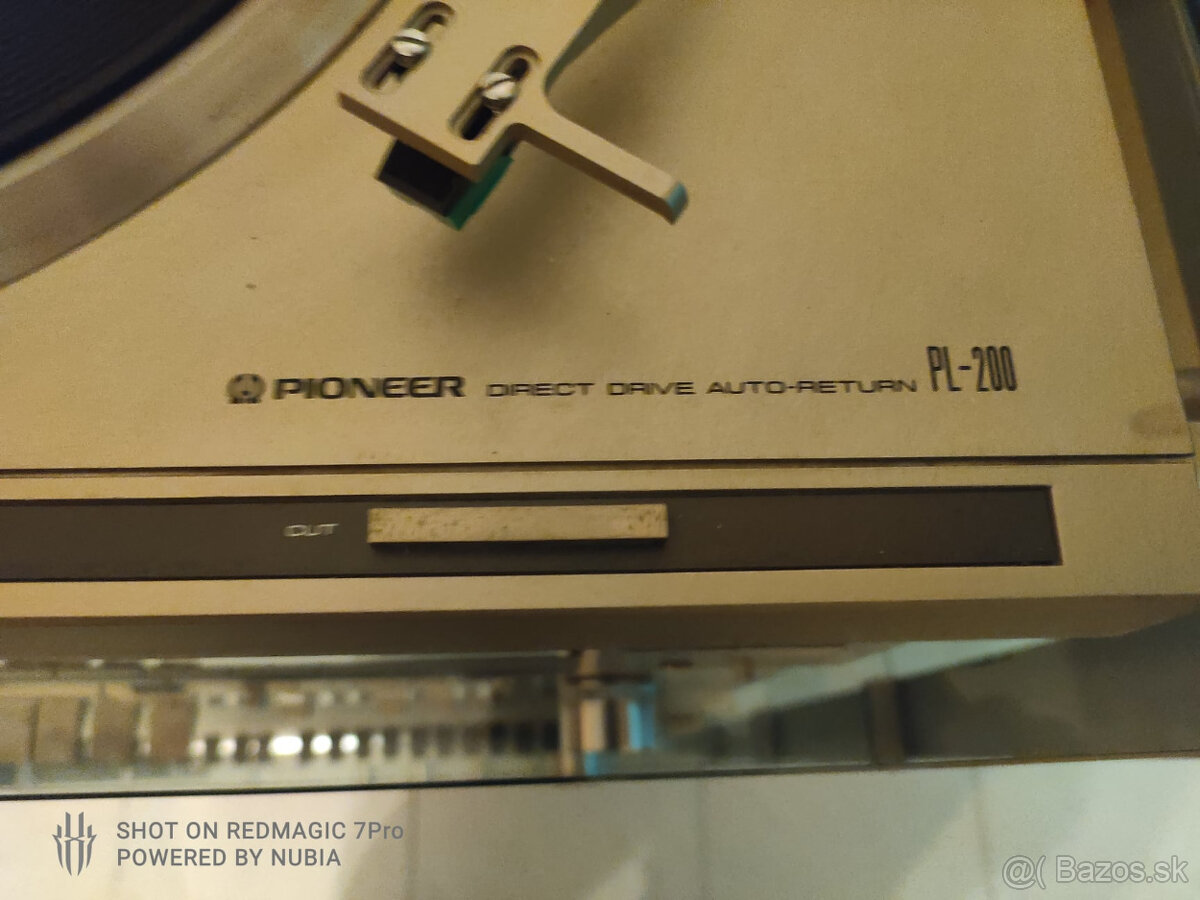 PIONEER DIRECT DRIVE AUTO-RETURN PL-200
CUT
SHOT ON REDMAGIC 7Pro
POWERED BY NUBIA
@( Bazos.sk